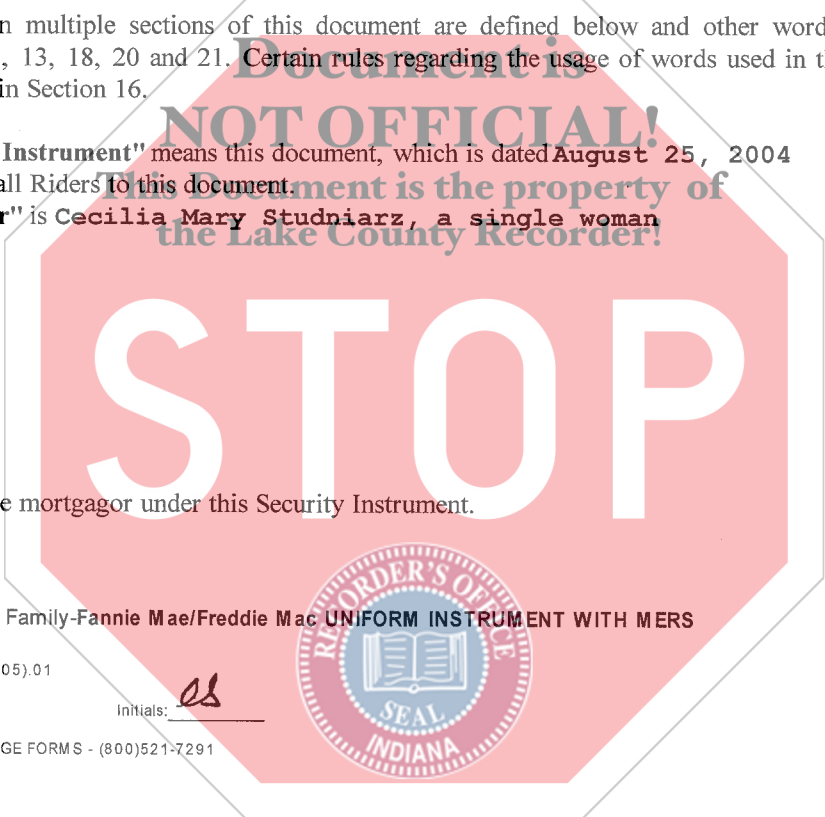 n multiple sections of this document are defined below and other word
, 13, 18, 20 and 21. Certain rules regarding the usage of words used in t
in Section 16.
Document is
NOT OFFICIAL!
This Document is the property of
the Lake County Recorder!
Instrument" means this document, which is dated August 25, 2004
all Riders to this document.
r" is Cecilia Mary Studniarz, a single woman
STOP
e mortgagor under this Security Instrument.
Family-Fannie Mae/Freddie Mac UNIFORM INSTRUMENT WITH MERS
05).01
Initials: CS
GE FORMS - (800)521-7291
RECORDER'S OFFICE
SEAL
INDIANA